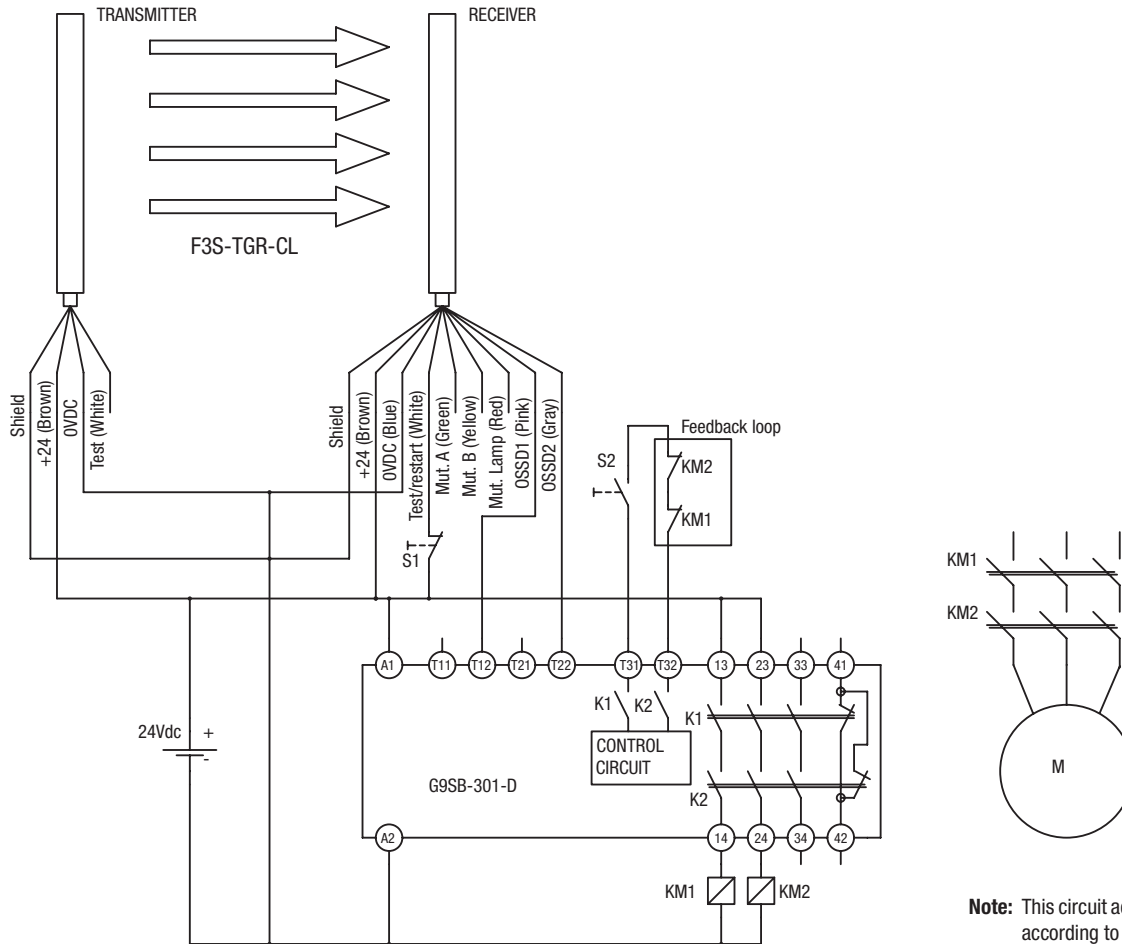 TRANSMITTER
RECEIVER
F3S-TGR-CL
Shield
+24 (Brown)
0VDC
Test (White)
Shield
+24 (Brown)
0VDC (Blue)
Test/restart (White)
Mut. A (Green)
Mut. B (Yellow)
Mut. Lamp (Red)
OSSD1 (Pink)
OSSD2 (Gray)
S1
S2
Feedback loop
KM2
KM1
KM1
KM2
M
A1
T11
T12
T21
T22
T31
T32
13
23
33
41
K1
K2
K1
CONTROL
CIRCUIT
K2
24Vdc
+
-
G9SB-301-D
A2
14
24
34
42
KM1
KM2
Note: This circuit a
according to